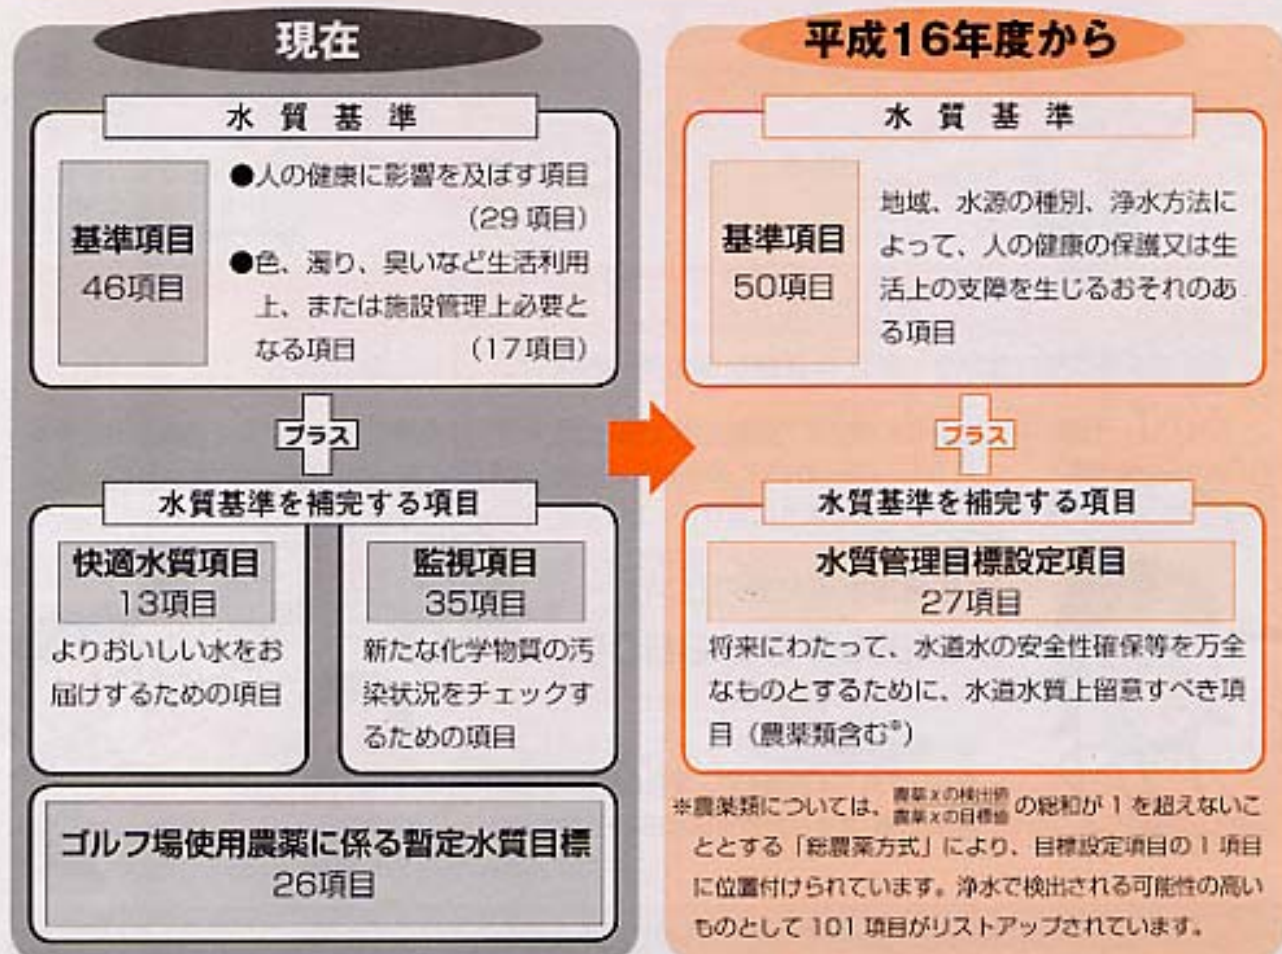 現在
水質基準
基準項目
46項目
●人の健康に影響を及ぼす項目
（29項目）
●色、濁り、臭いなど生活利用
上、または施設管理上必要と
なる項目　（17項目）
プラス
水質基準を補完する項目
快適水質項目
13項目
よりおいしい水をお
届けするための項目
監視項目
35項目
新たな化学物質の汚
染状況をチェックす
るための項目
ゴルフ場使用農薬に係る暫定水質目標
26項目
平成16年度から
水質基準
基準項目
50項目
地域、水源の種別、浄水方法に
よって、人の健康の保護又は生
活上の支障を生じるおそれのあ
る項目
プラス
水質基準を補完する項目
水質管理目標設定項目
27項目
将来にわたって、水道水の安全性確保等を万全
なものとするために、水道水質上留意すべき項
目（農薬類含む※）
※農薬類については、農薬xの検出値/農薬xの目標値の総和が1を超えないこ
ととする「総農薬方式」により、目標設定項目の1項目
に位置付けられています。浄水で検出される可能性の高い
ものとして101項目がリストアップされています。